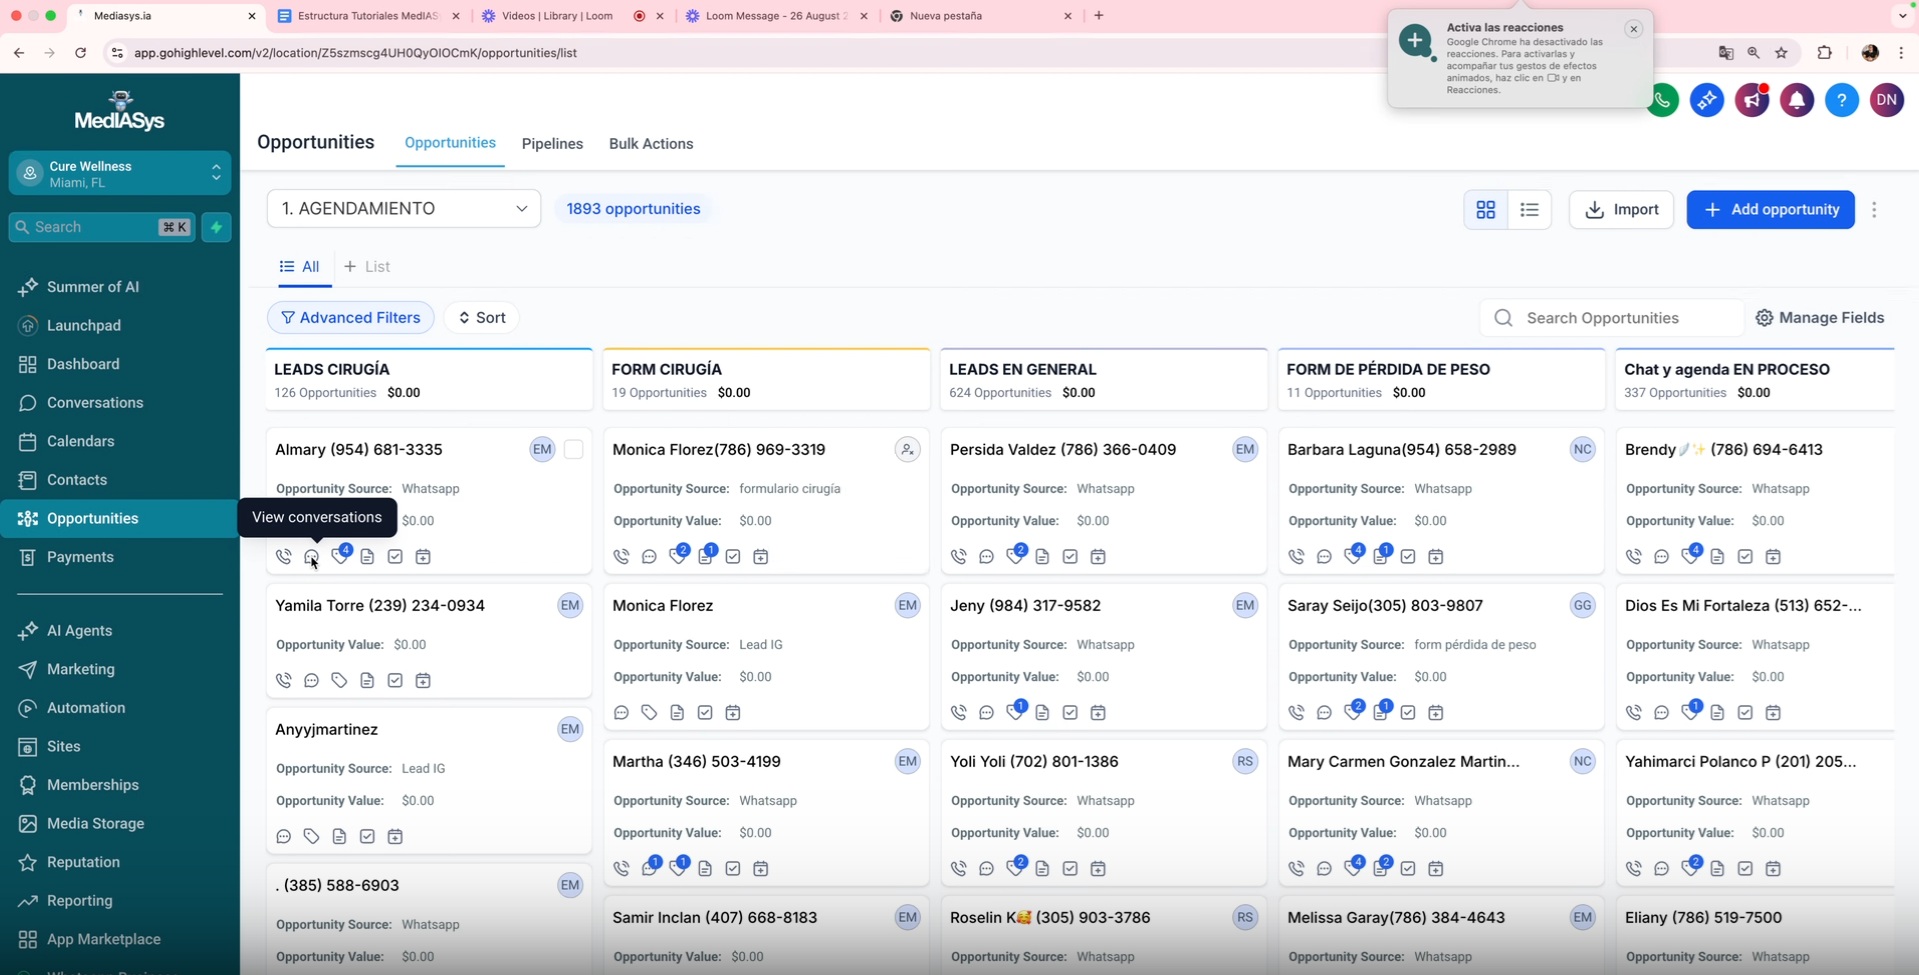 Mediasys.ia
Estructura Tutoriales MedIAS
Videos | Library | Loom
Loom Message - 26 August 2
Nueva pestaña
app.gohighlevel.com/v2/location/Z5szmscg4UH0QyOIOCmK/opportunities/list
Activa las reacciones
Google Chrome ha desactivado las
reacciones. Para activarlas y
acompañar tus gestos de efectos
animados, haz clic en y en
Reacciones.
MedIASys
Cure Wellness
Miami, FL
Search ⌘ K
Summer of AI
Launchpad
Dashboard
Conversations
Calendars
Contacts
Opportunities
Payments
AI Agents
Marketing
Automation
Sites
Memberships
Media Storage
Reputation
Reporting
App Marketplace
DN
Opportunities
Opportunities
Pipelines
Bulk Actions
1. AGENDAMIENTO
1893 opportunities
Import
+ Add opportunity
All
+ List
Advanced Filters
Sort
Search Opportunities
Manage Fields
LEADS CIRUGÍA
126 Opportunities $0.00
Almary (954) 681-3335 EM
Opportunity Source: Whatsapp
View conversations
$0.00
4
Yamila Torre (239) 234-0934 EM
Opportunity Value: $0.00
Anyyjmartinez EM
Opportunity Source: Lead IG
Opportunity Value: $0.00
. (385) 588-6903 EM
Opportunity Source: Whatsapp
Opportunity Value: $0.00
FORM CIRUGÍA
19 Opportunities $0.00
Monica Florez(786) 969-3319
Opportunity Source: formulario cirugía
Opportunity Value: $0.00
2 1
Monica Florez EM
Opportunity Source: Lead IG
Opportunity Value: $0.00
Martha (346) 503-4199 EM
Opportunity Source: Whatsapp
Opportunity Value: $0.00
1 1
Samir Inclan (407) 668-8183 EM
Opportunity Value: $0.00
LEADS EN GENERAL
624 Opportunities $0.00
Persida Valdez (786) 366-0409 EM
Opportunity Source: Whatsapp
Opportunity Value: $0.00
2
Jeny (984) 317-9582 EM
Opportunity Source: Whatsapp
Opportunity Value: $0.00
1
Yoli Yoli (702) 801-1386 RS
Opportunity Source: Whatsapp
Opportunity Value: $0.00
2
Roselin K🥰 (305) 903-3786 RS
Opportunity Source: Whatsapp
FORM DE PÉRDIDA DE PESO
11 Opportunities $0.00
Barbara Laguna(954) 658-2989 NC
Opportunity Source: Whatsapp
Opportunity Value: $0.00
4 1
Saray Seijo(305) 803-9807 GG
Opportunity Source: form pérdida de peso
Opportunity Value: $0.00
2 1
Mary Carmen Gonzalez Martin... NC
Opportunity Source: Whatsapp
Opportunity Value: $0.00
4 2
Melissa Garay(786) 384-4643 EM
Opportunity Source: Whatsapp
Chat y agenda EN PROCESO
337 Opportunities $0.00
Brendy🪽✨ (786) 694-6413
Opportunity Source: Whatsapp
Opportunity Value: $0.00
4
Dios Es Mi Fortaleza (513) 652-...
Opportunity Source: Whatsapp
Opportunity Value: $0.00
1
Yahimarci Polanco P (201) 205...
Opportunity Source: Whatsapp
Opportunity Value: $0.00
2
Eliany (786) 519-7500
Opportunity Source: Whatsapp